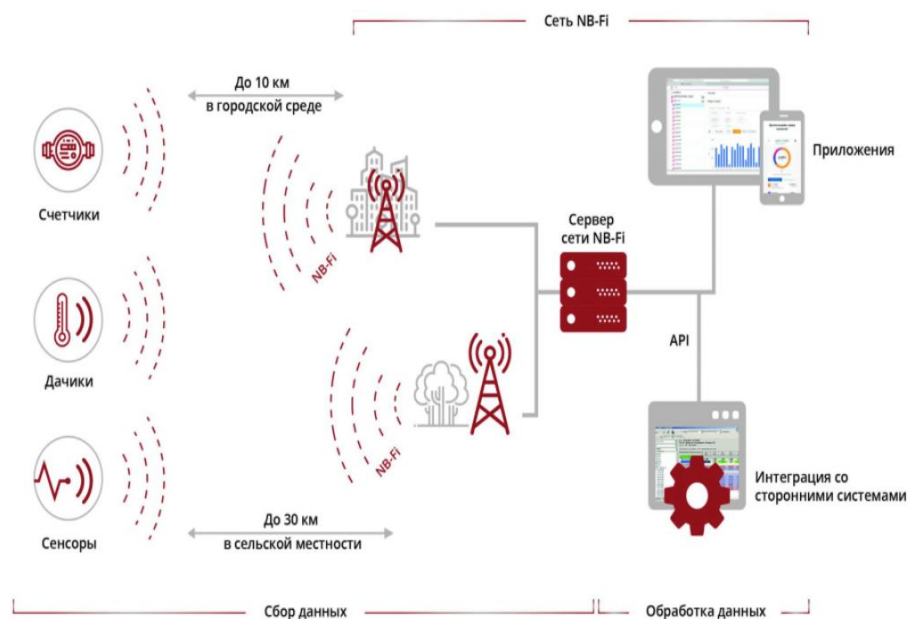 Сеть NB-Fi
До 10 км
в городской среде
Счетчики
NB-Fi
Приложения
Сервер
сети NB-Fi
Дачики
API
NB-Fi
Интеграция со
сторонними системами
До 30 км
в сельской местности
Сенсоры
Сбор данных
Обработка данных